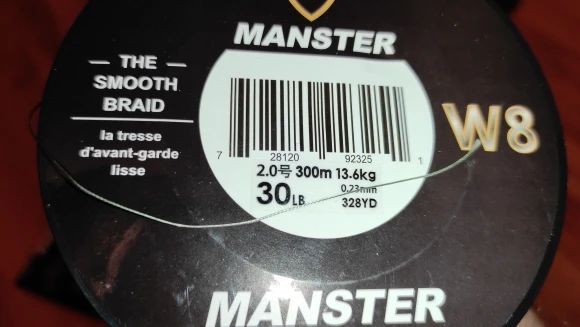 MANSTER
THE
SMOOTH
BRAID
la tresse
d'avant-garde
lisse
W8
7 28120 92325 1
2.0号 300m 13.6kg
30LB
0.23mm
328YD
MANSTER